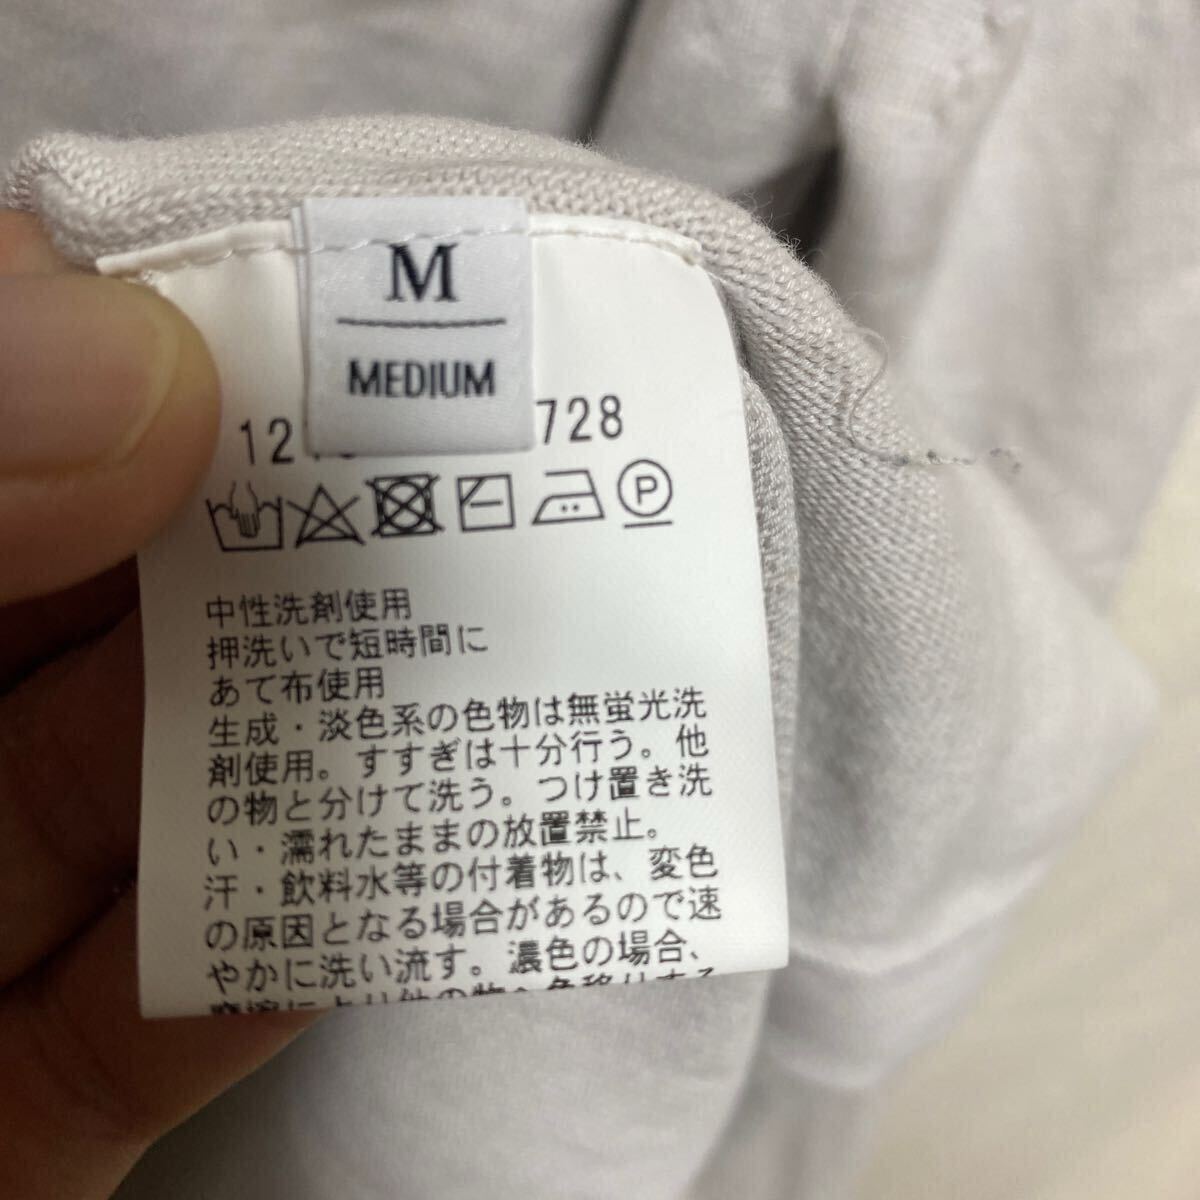 M
MEDIUM
728
P
中性洗剤使用
押洗いで短時間に
あて布使用
生成・淡色系の色物は無蛍光洗
剤使用。すすぎは十分行う。他
の物と分けて洗う。つけ置き洗
い・濡れたままの放置禁止。
汗・飲料水等の付着物は、変色
の原因となる場合があるので速
やかに洗い流す。濃色の場合、